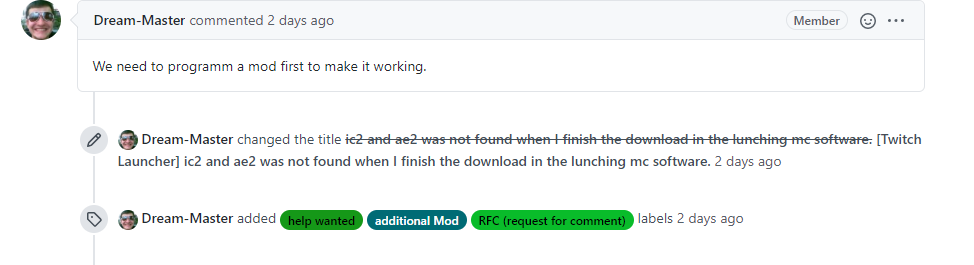 Dream-Master commented 2 days ago Member
We need to programm a mod first to make it working.
Dream-Master changed the title ic2 and ae2 was not found when I finish the download in the lunching mc software. [Twitch
Launcher] ic2 and ae2 was not found when I finish the download in the lunching mc software. 2 days ago
Dream-Master added help wanted additional Mod RFC (request for comment) labels 2 days ago